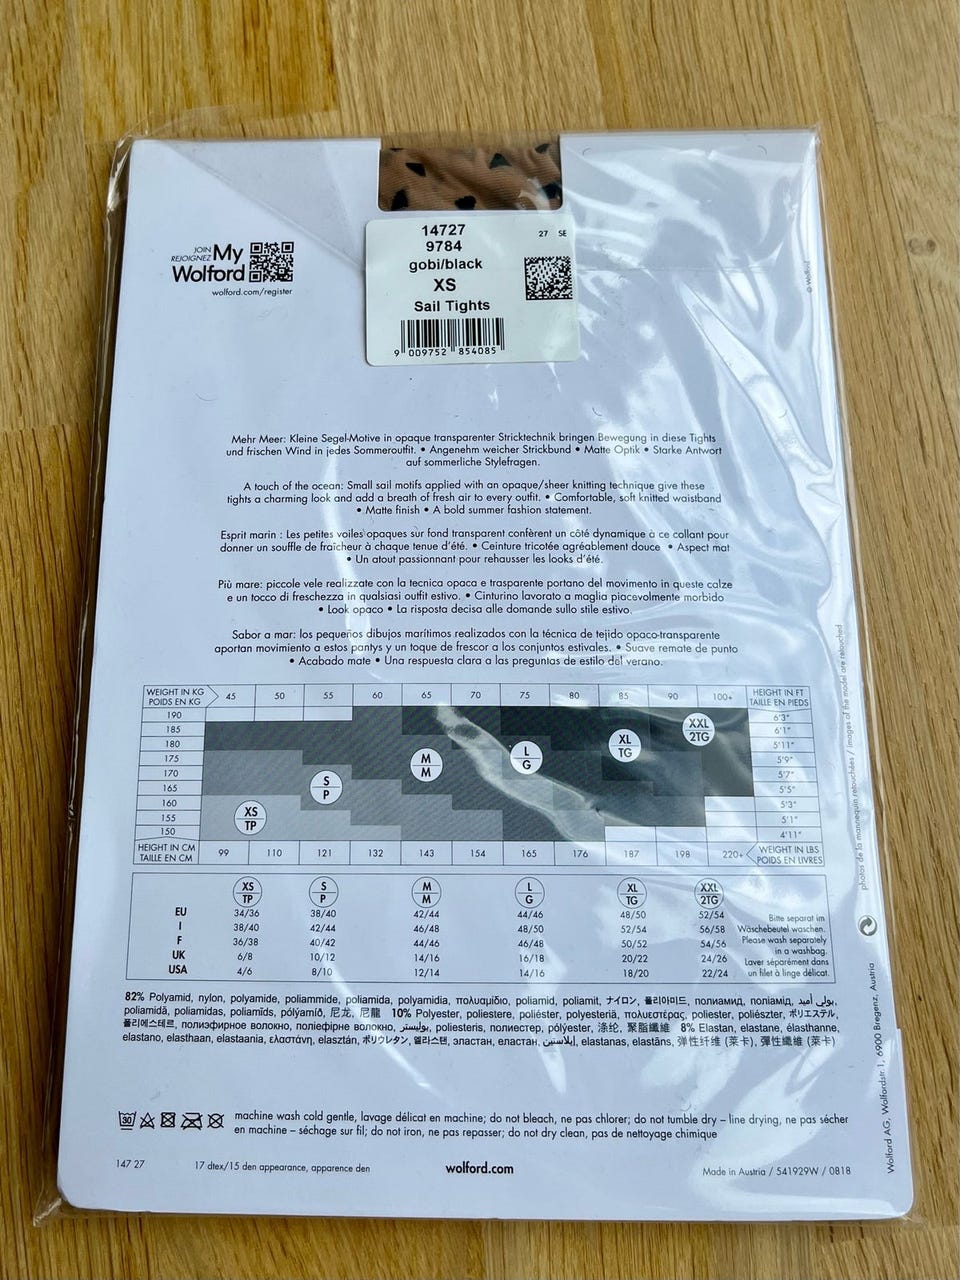 JOIN
REJOIGNEZ My
Wolford
wolford.com/register
14727
9784
gobi/black
XS
Sail Tights
27 SE
9 009752 854085
© Wolford
Mehr Meer: Kleine Segel-Motive in opaque transparenter Stricktechnik bringen Bewegung in diese Tights
und frischen Wind in jedes Sommeroutfit. • Angenehm weicher Strickbund • Matte Optik • Starke Antwort
auf sommerliche Stylefragen.
A touch of the ocean: Small sail motifs applied with an opaque/sheer knitting technique give these
tights a charming look and add a breath of fresh air to every outfit. • Comfortable, soft knitted waistband
• Matte finish • A bold summer fashion statement.
Esprit marin : Les petites voiles opaques sur fond transparent confèrent un côté dynamique à ce collant pour
donner un souffle de fraîcheur à chaque tenue d'été. • Ceinture tricotée agréablement douce • Aspect mat
• Un atout passionnant pour rehausser les looks d'été.
Più mare: piccole vele realizzate con la tecnica opaca e trasparente portano del movimento in queste calze
e un tocco di freschezza in qualsiasi outfit estivo. • Cinturino lavorato a maglia piacevolmente morbido
• Look opaco • La risposta decisa alle domande sullo stile estivo.
Sabor a mar: los pequeños dibujos marítimos realizados con la técnica de tejido opaco-transparente
aportan movimiento a estos pantys y un toque de frescor a los conjuntos estivales. • Suave remate de punto
• Acabado mate • Una respuesta clara a las preguntas de estilo del verano.
WEIGHT IN KG 45 50 55 60 65 70 75 80 85 90 100+ HEIGHT IN FT
POIDS EN KG TAILLE EN PIEDS
190 6'3"
185 XXL 2TG 6'1"
180 XL TG 5'11"
175 M M L G 5'9"
170 5'7"
165 S P 5'5"
160 5'3"
155 XS TP 5'1"
150 4'11"
HEIGHT IN CM 99 110 121 132 143 154 165 176 187 198 220+ WEIGHT IN LBS
TAILLE EN CM POIDS EN LIVRES
XS S M L XL XXL
TP P M G TG 2TG
EU 34/36 38/40 42/44 44/46 48/50 52/54
I 38/40 42/44 46/48 48/50 52/54 56/58
F 36/38 40/42 44/46 46/48 50/52 54/56
UK 6/8 10/12 14/16 16/18 20/22 24/26
USA 4/6 8/10 12/14 14/16 18/20 22/24
Bitte separat im
Wäschebeutel waschen.
Please wash separately
in a washbag.
Laver séparément dans
un filet à linge délicat.
82% Polyamid, nylon, polyamide, poliammide, poliamida, polyamidia, πολυαμίδιο, poliamid, poliamit, ナイロン, 폴리아미드, полиамид, поліамід, بولي أميد,
poliamidă, poliamidas, poliamīds, pólýamíð, 尼龙, 尼龍 10% Polyester, poliestere, poliéster, polyesteriä, πολυεστέρας, poliester, poliészter, ポリエステル,
폴리에스테르, полиэфирное волокно, поліефірне волокно, بوليستر, poliesteris, полиестер, pólýester, 涤纶, 聚脂纖維 8% Elastan, elastane, élasthanne,
elastano, elasthaan, elastaania, ελαστάνη, elasztán, ポリウレタン, 엘라스텐, эластан, еластан, إيلاستين, elastanas, elastāns, 弹性纤维 (莱卡), 彈性纖維 (萊卡)
30
machine wash cold gentle, lavage délicat en machine; do not bleach, ne pas chlorer; do not tumble dry – line drying, ne pas sécher
en machine – séchage sur fil; do not iron, ne pas repasser; do not dry clean, pas de nettoyage chimique
147 27 17 dtex/15 den appearance, apparence den wolford.com Made in Austria / 541929W / 0818
photos de la mannequin retouchées / images of the model are retouched
Wolford AG, Wolfordstr.1, 6900 Bregenz, Austria